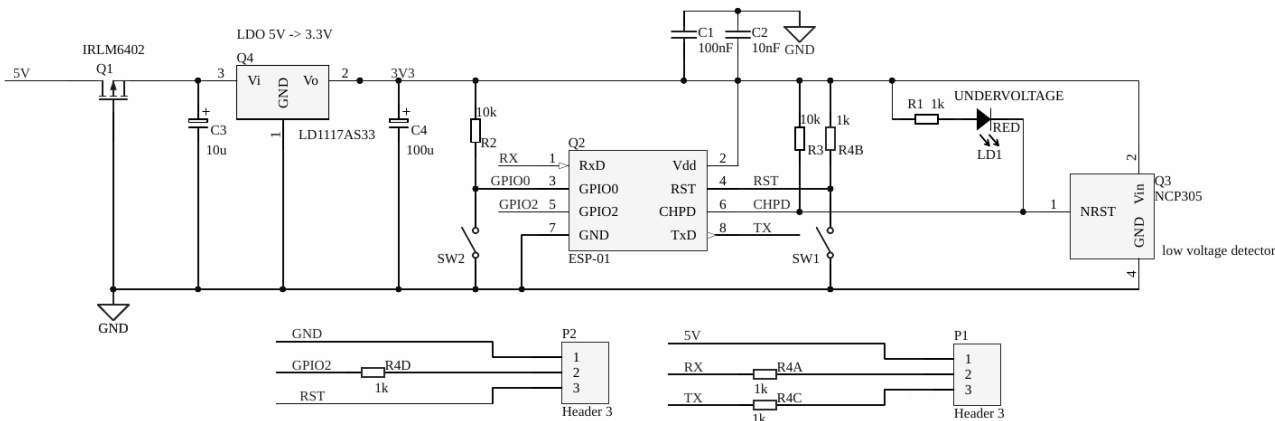 IRLM6402
Q1
5V
LDO 5V -> 3.3V
Q4
3 Vi GND Vo 2
1
LD1117AS33
3V3
+
C3
10u
+
C4
100u
C1
100nF
C2
10nF
GND
10k
R2
Q2
RX 1 RxD Vdd 2
GPIO0 3 GPIO0 RST 4 RST
GPIO2 5 GPIO2 CHPD 6 CHPD
7 GND TxD 8 TX
ESP-01
SW2
SW1
10k
R3
1k
R4B
R1 1k
UNDERVOLTAGE
RED
LD1
2
Q3
NCP305
1 NRST Vin
GND
4
low voltage detector
GND
P2
GND 1
GPIO2 R4D 2
1k
RST 3
Header 3
P1
5V 1
RX R4A 2
1k
TX R4C 3
1k
Header 3